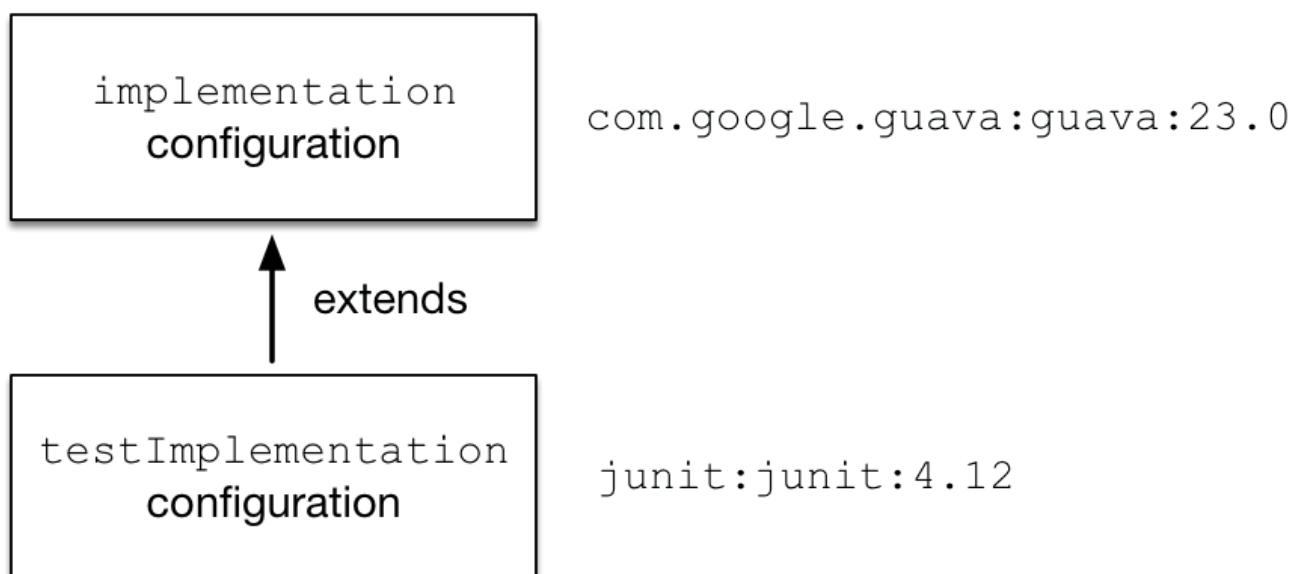 implementation
configuration
com.google.guava:guava:23.0
extends
testImplementation
configuration
junit:junit:4.12